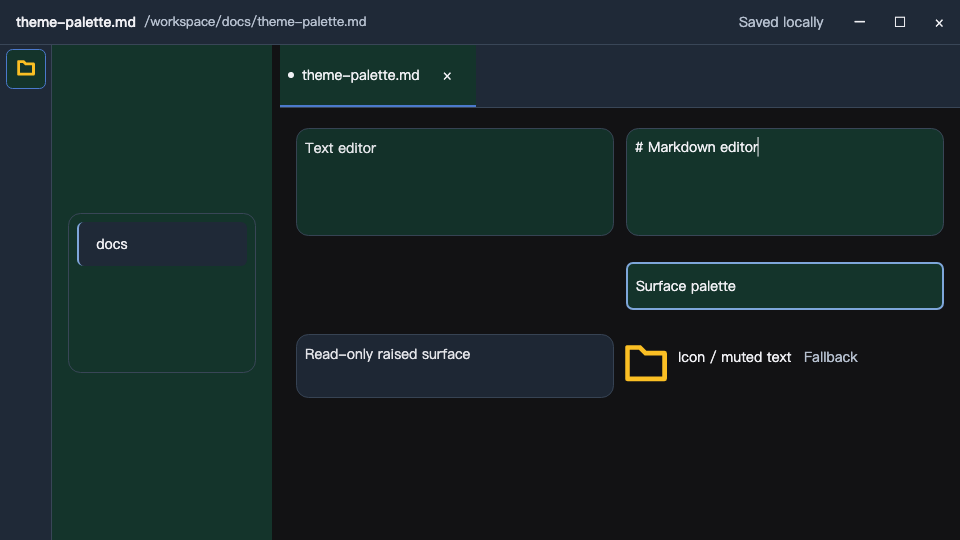 theme-palette.md /workspace/docs/theme-palette.md Saved locally
theme-palette.md
docs
Text editor
# Markdown editor
Surface palette
Read-only raised surface
Icon / muted text Fallback